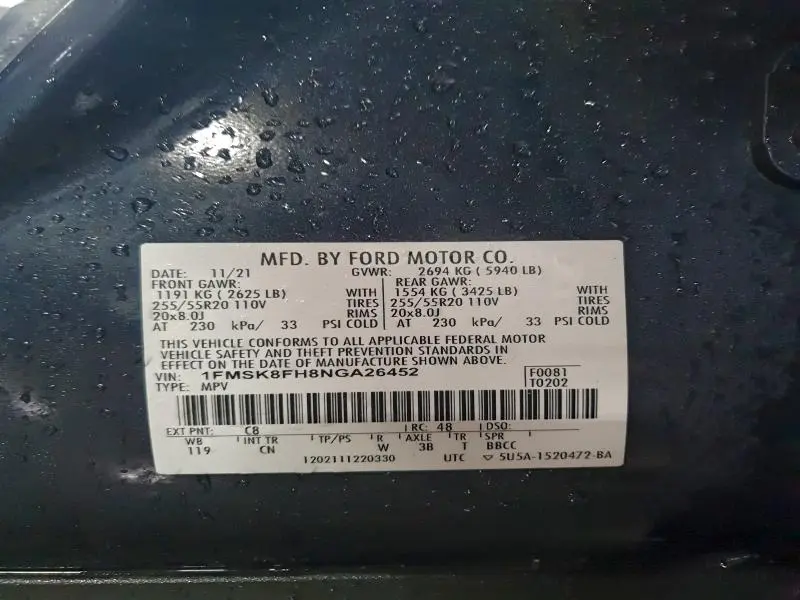 MFD. BY FORD MOTOR CO.
DATE: 11/21 GVWR: 2694 KG ( 5940 LB)
FRONT GAWR: REAR GAWR:
1191 KG ( 2625 LB) WITH 1554 KG ( 3425 LB) WITH
255/55R20 110V TIRES 255/55R20 110V TIRES
20x8.0J RIMS 20x8.0J RIMS
AT 230 kPa/ 33 PSI COLD AT 230 kPa/ 33 PSI COLD
THIS VEHICLE CONFORMS TO ALL APPLICABLE FEDERAL MOTOR
VEHICLE SAFETY AND THEFT PREVENTION STANDARDS IN
EFFECT ON THE DATE OF MANUFACTURE SHOWN ABOVE.
VIN: 1FMSK8FH8NGA26452 F0081
TYPE: MPV T0202
EXT PNT: C8 RC: 48 DSO:
WB INT TR TP/PS R AXLE TR SPR
119 CN W 3B T BBCC
1202111220330 UTC 5U5A-1520472-BA